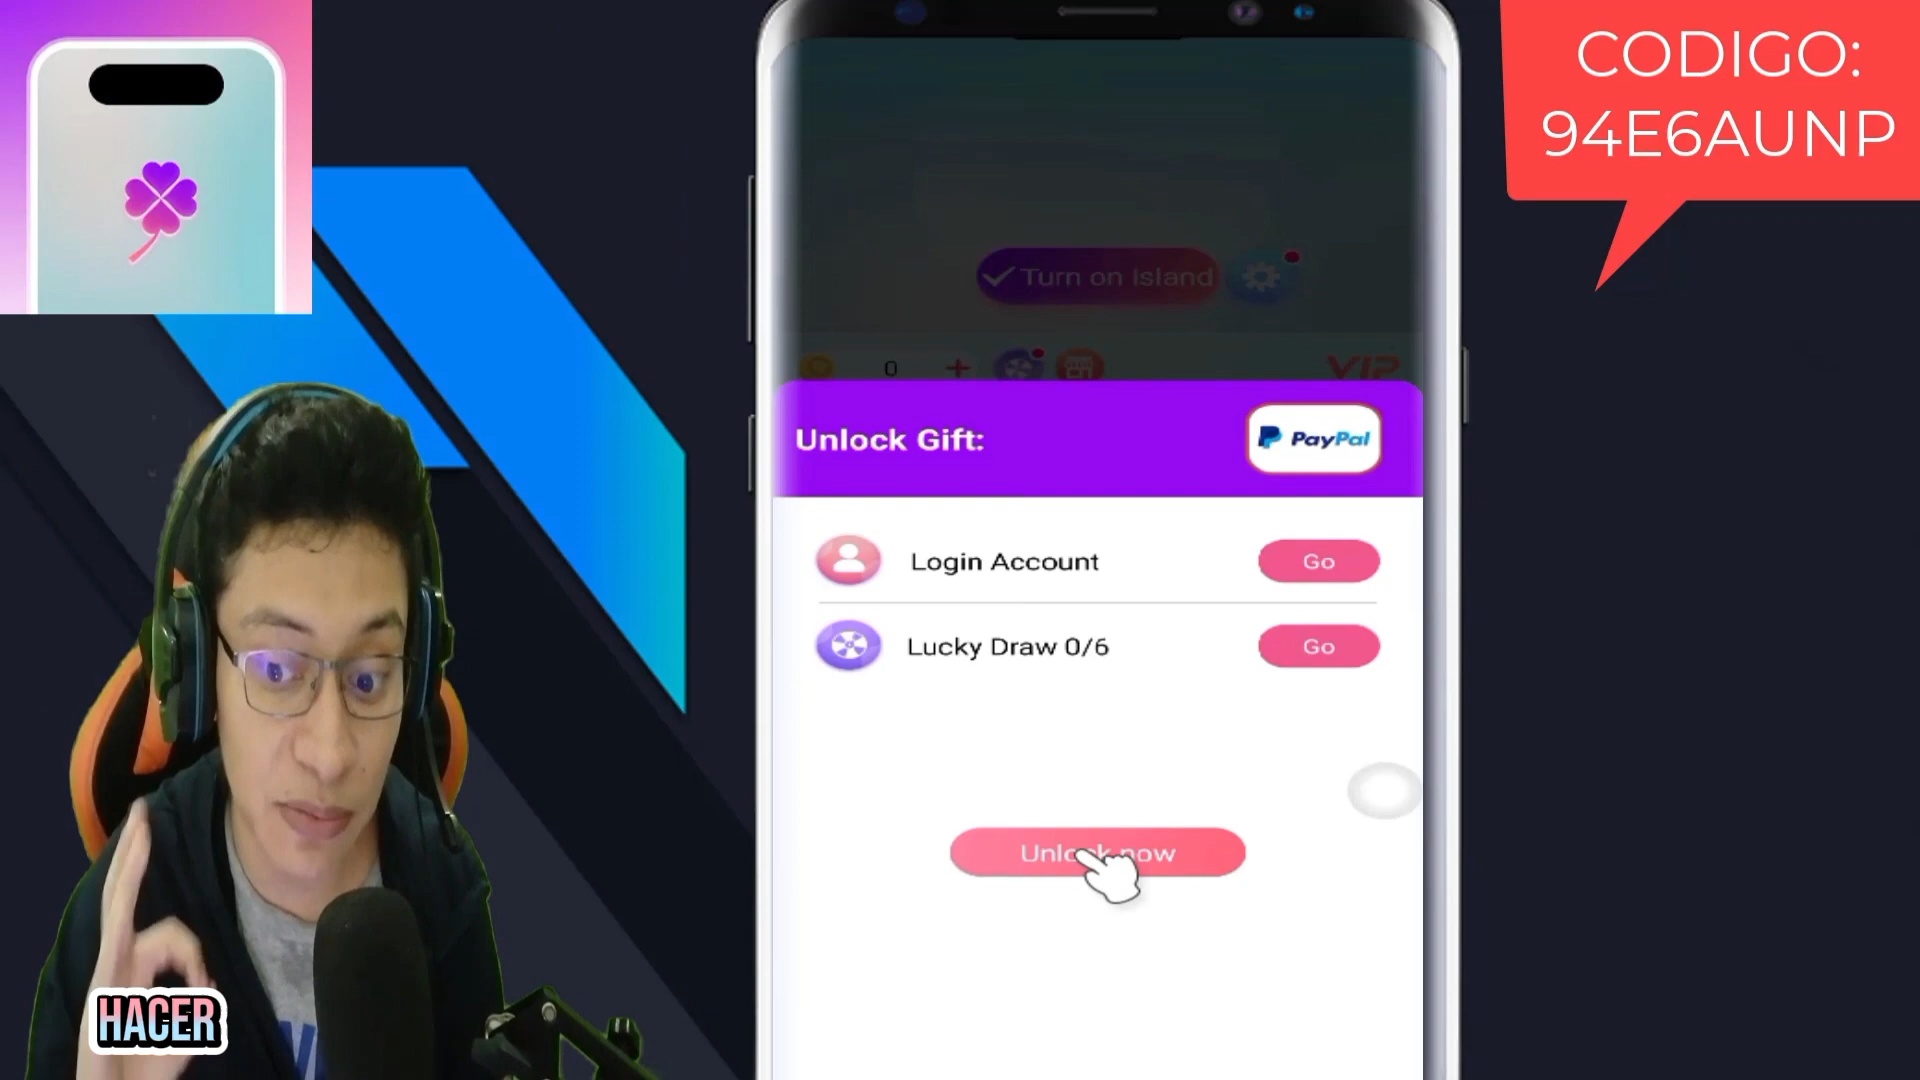 CODIGO:
94E6AUNP
Turn on Island
0
VIP
Unlock Gift:
PayPal
Login Account
Go
Lucky Draw 0/6
Go
Unlock now
HACER